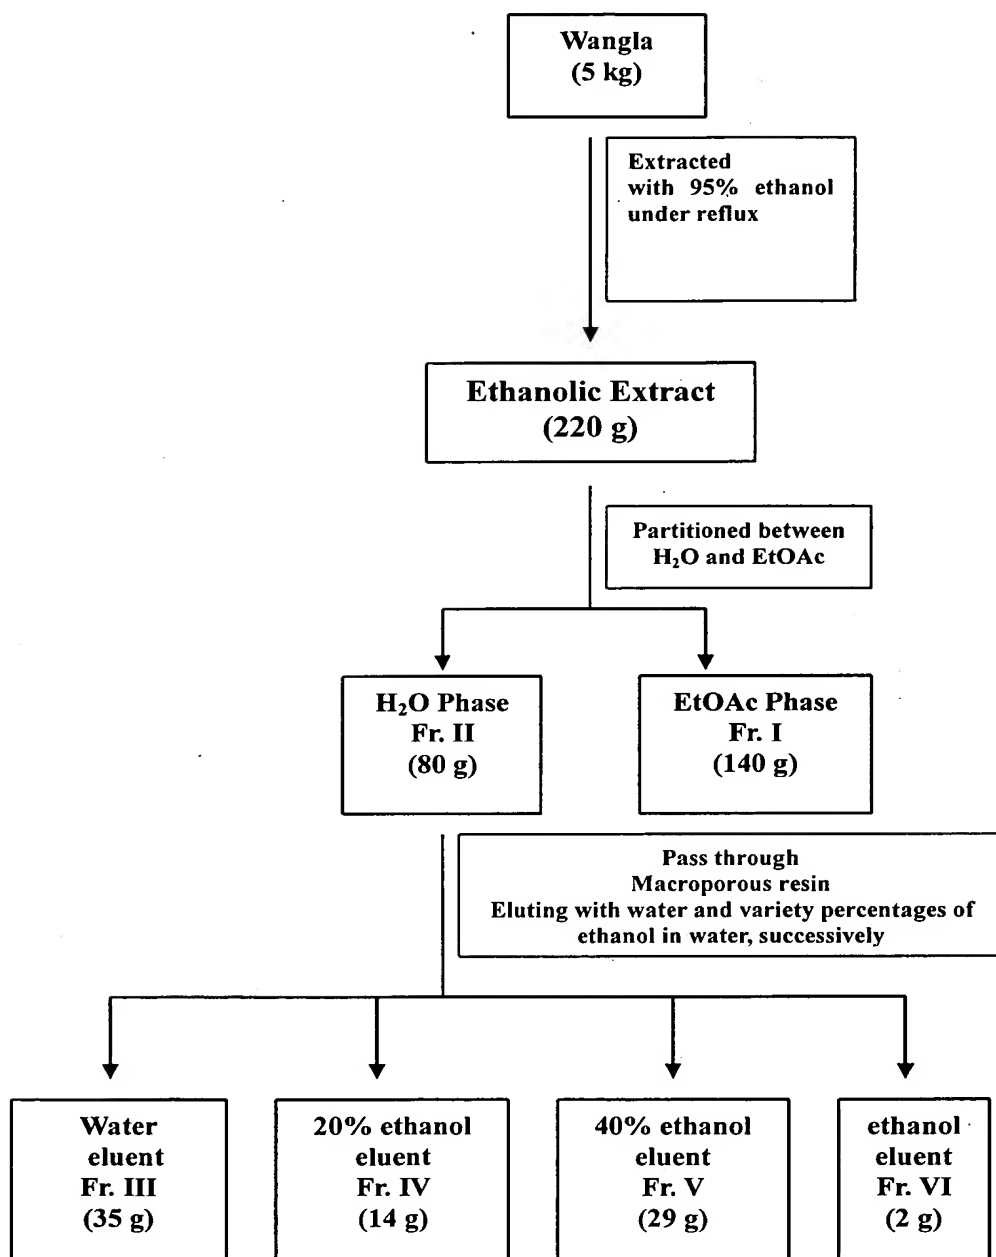 Wangla
(5 kg)
Extracted
with 95% ethanol
under reflux
Ethanolic Extract
(220 g)
Partitioned between
H₂O and EtOAc
H₂O Phase
Fr. II
(80 g)
EtOAc Phase
Fr. I
(140 g)
Pass through
Macroporous resin
Eluting with water and variety percentages of
ethanol in water, successively
Water
eluent
Fr. III
(35 g)
20% ethanol
eluent
Fr. IV
(14 g)
40% ethanol
eluent
Fr. V
(29 g)
ethanol
eluent
Fr. VI
(2 g)